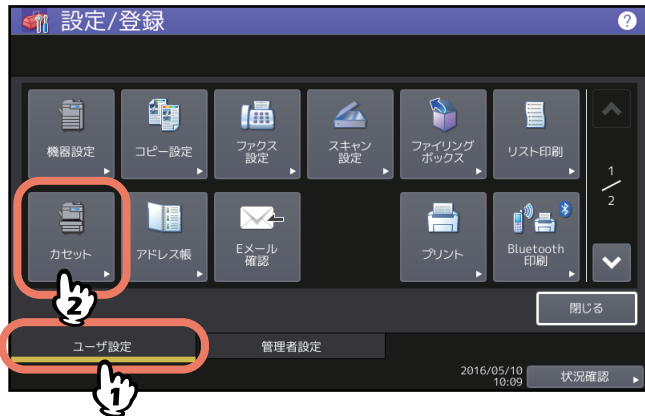 設定/登録
?
機器設定
コピー設定
ファクス
設定
スキャン
設定
ファイリング
ボックス
リスト印刷
1
2
カセット
アドレス帳
Eメール
確認
プリント
Bluetooth
印刷
2
閉じる
ユーザ設定
管理者設定
1
2016/05/10
10:09
状況確認